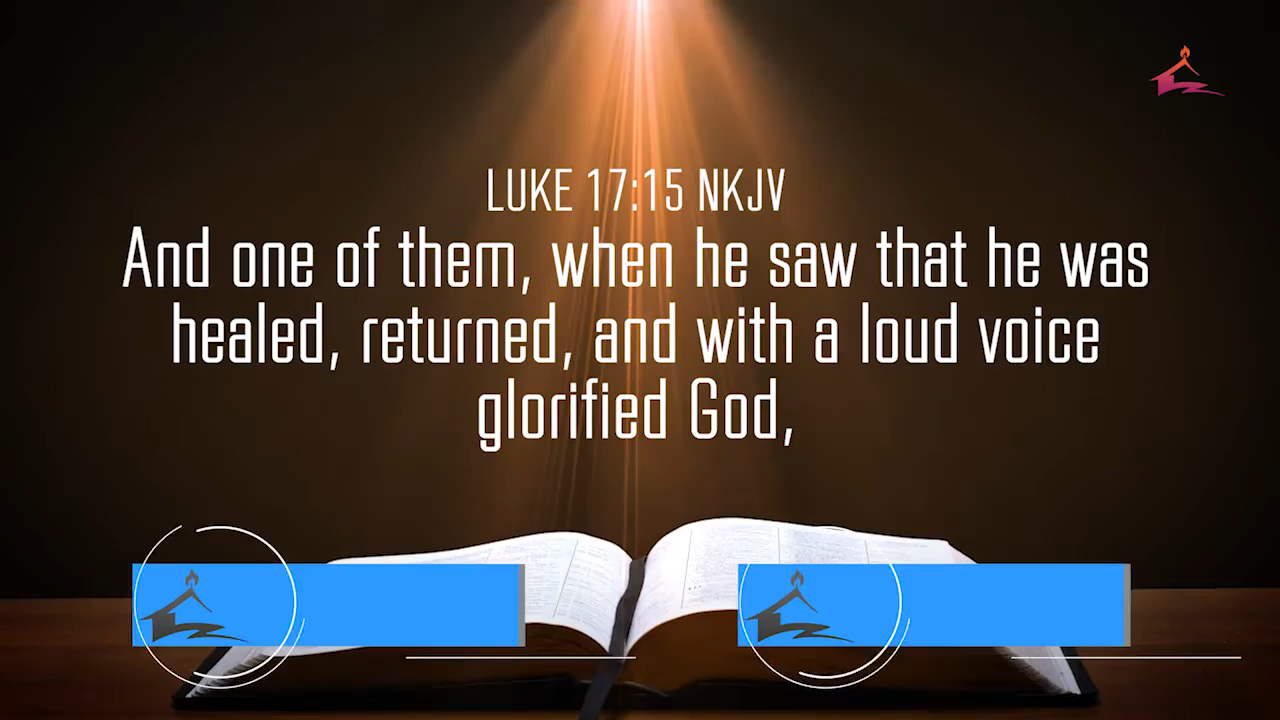 LUKE 17:15 NKJV
And one of them, when he saw that he was
healed, returned, and with a loud voice
glorified God,